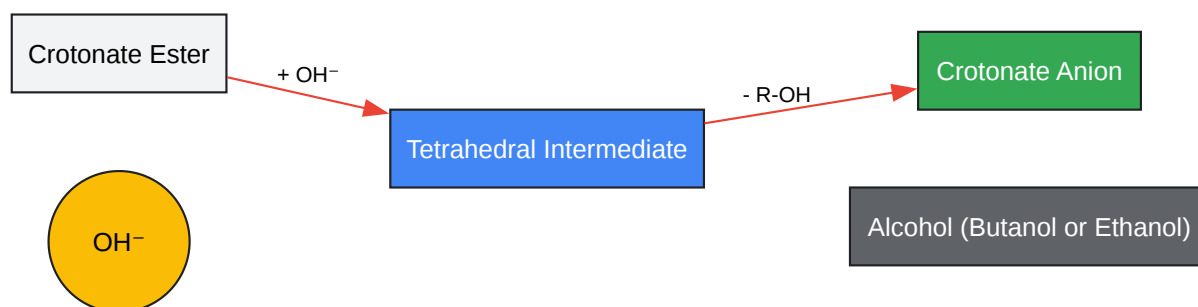 Crotonate Ester
+ OH⁻
Tetrahedral Intermediate
- R-OH
Crotonate Anion
OH⁻
Alcohol (Butanol or Ethanol)